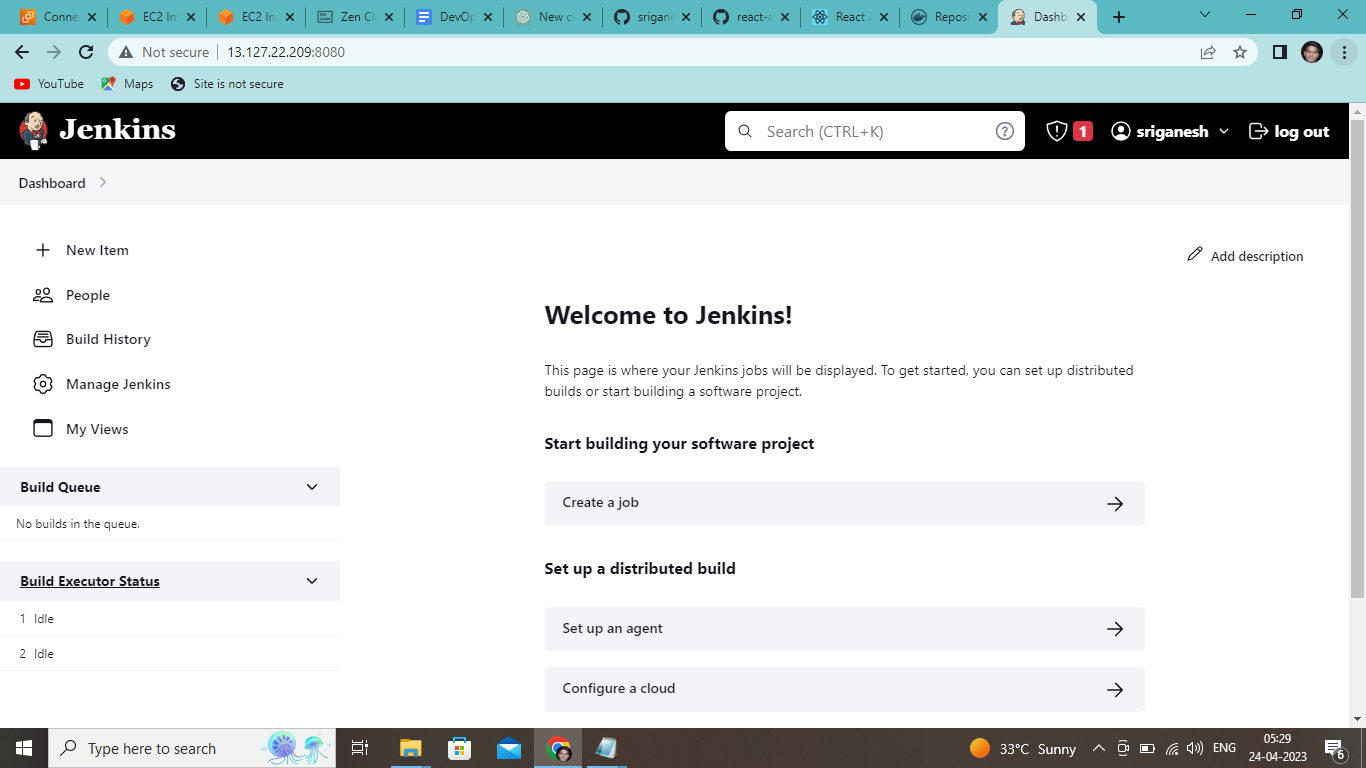 Conne
EC2 In
EC2 In
Zen Cl
DevOp
New c
srigan
react-a
React
Reposi
Dashb
Not secure
13.127.22.209:8080
YouTube
Maps
Site is not secure
Jenkins
Search (CTRL+K)
1
sriganesh
log out
Dashboard
New Item
People
Build History
Manage Jenkins
My Views
Add description
Welcome to Jenkins!
This page is where your Jenkins jobs will be displayed. To get started, you can set up distributed
builds or start building a software project.
Start building your software project
Create a job
Set up a distributed build
Set up an agent
Configure a cloud
Build Queue
No builds in the queue.
Build Executor Status
1 Idle
2 Idle
Type here to search
33°C Sunny
ENG
05:29
24-04-2023
6